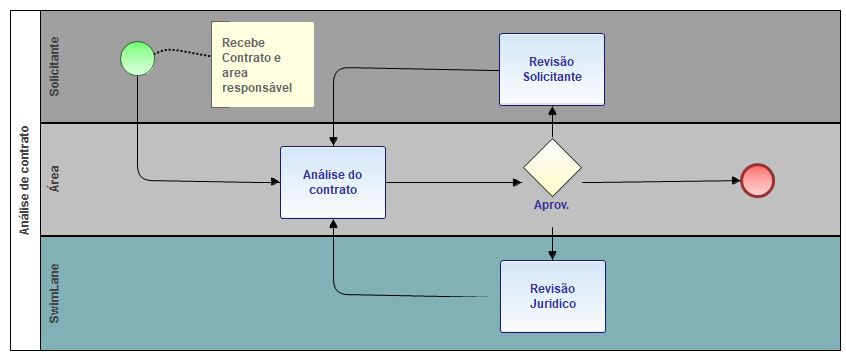 Análise de contrato
Solicitante
Recebe
Contrato e
area
responsável
Revisão
Solicitante
Área
Análise do
contrato
Aprov.
SwimLane
Revisão
Juridico